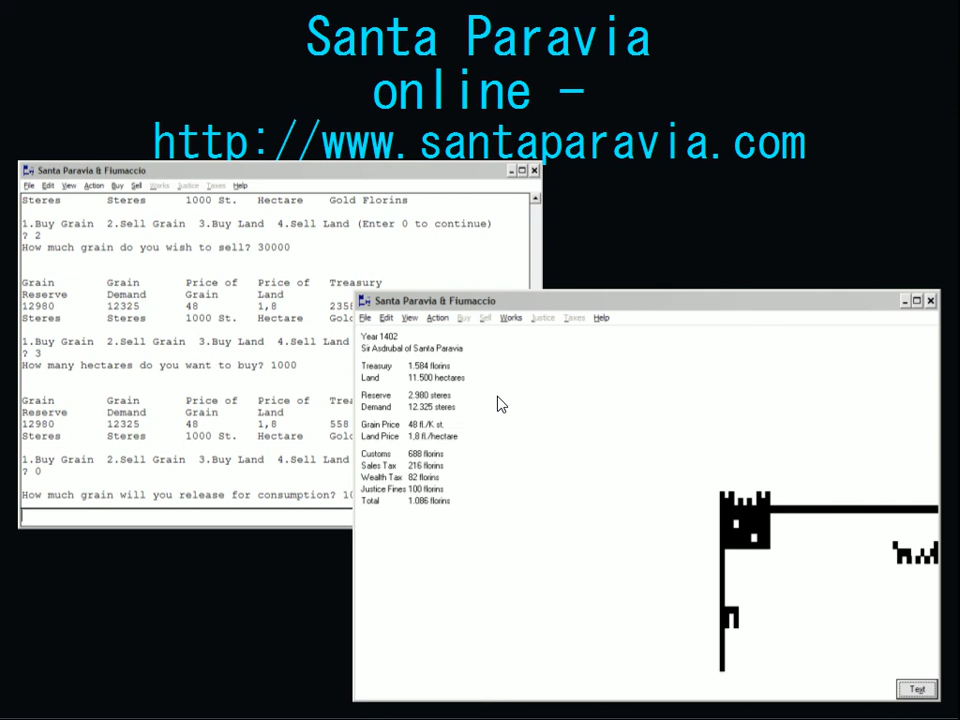 Santa Paravia
online -
http://www.santaparavia.com
Santa Paravia & Fiumaccio
File Edit View Action Buy Sell Works Justice Taxes Help
Steres Steres 1000 St. Hectare Gold Florins
1.Buy Grain 2.Sell Grain 3.Buy Land 4.Sell Land (Enter 0 to continue)
? 2
How much grain do you wish to sell? 30000
Grain Grain Price of Price of Treasury
Reserve Demand Grain Land
12980 12325 48 1,8
Steres Steres 1000 St. Hectare
1.Buy Grain 2.Sell Grain 3.Buy Land 4.Sell Land
? 3
How many hectares do you want to buy? 1000
Grain Grain Price of Price of
Reserve Demand Grain Land
12980 12325 48 1,8 558
Steres Steres 1000 St. Hectare Gold
1.Buy Grain 2.Sell Grain 3.Buy Land 4.Sell Land
? 0
How much grain will you release for consumption?
Santa Paravia & Fiumaccio
File Edit View Action Buy Sell Works Justice Taxes Help
Year 1402
Sir Asdrubal of Santa Paravia
Treasury 1.584 florins
Land 11.500 hectares
Reserve 2.980 steres
Demand 12.325 steres
Grain Price 48 fl./K st.
Land Price 1,8 fl./hectare
Customs 688 florins
Sales Tax 216 florins
Wealth Tax 82 florins
Justice Fines 100 florins
Total 1.086 florins
Text